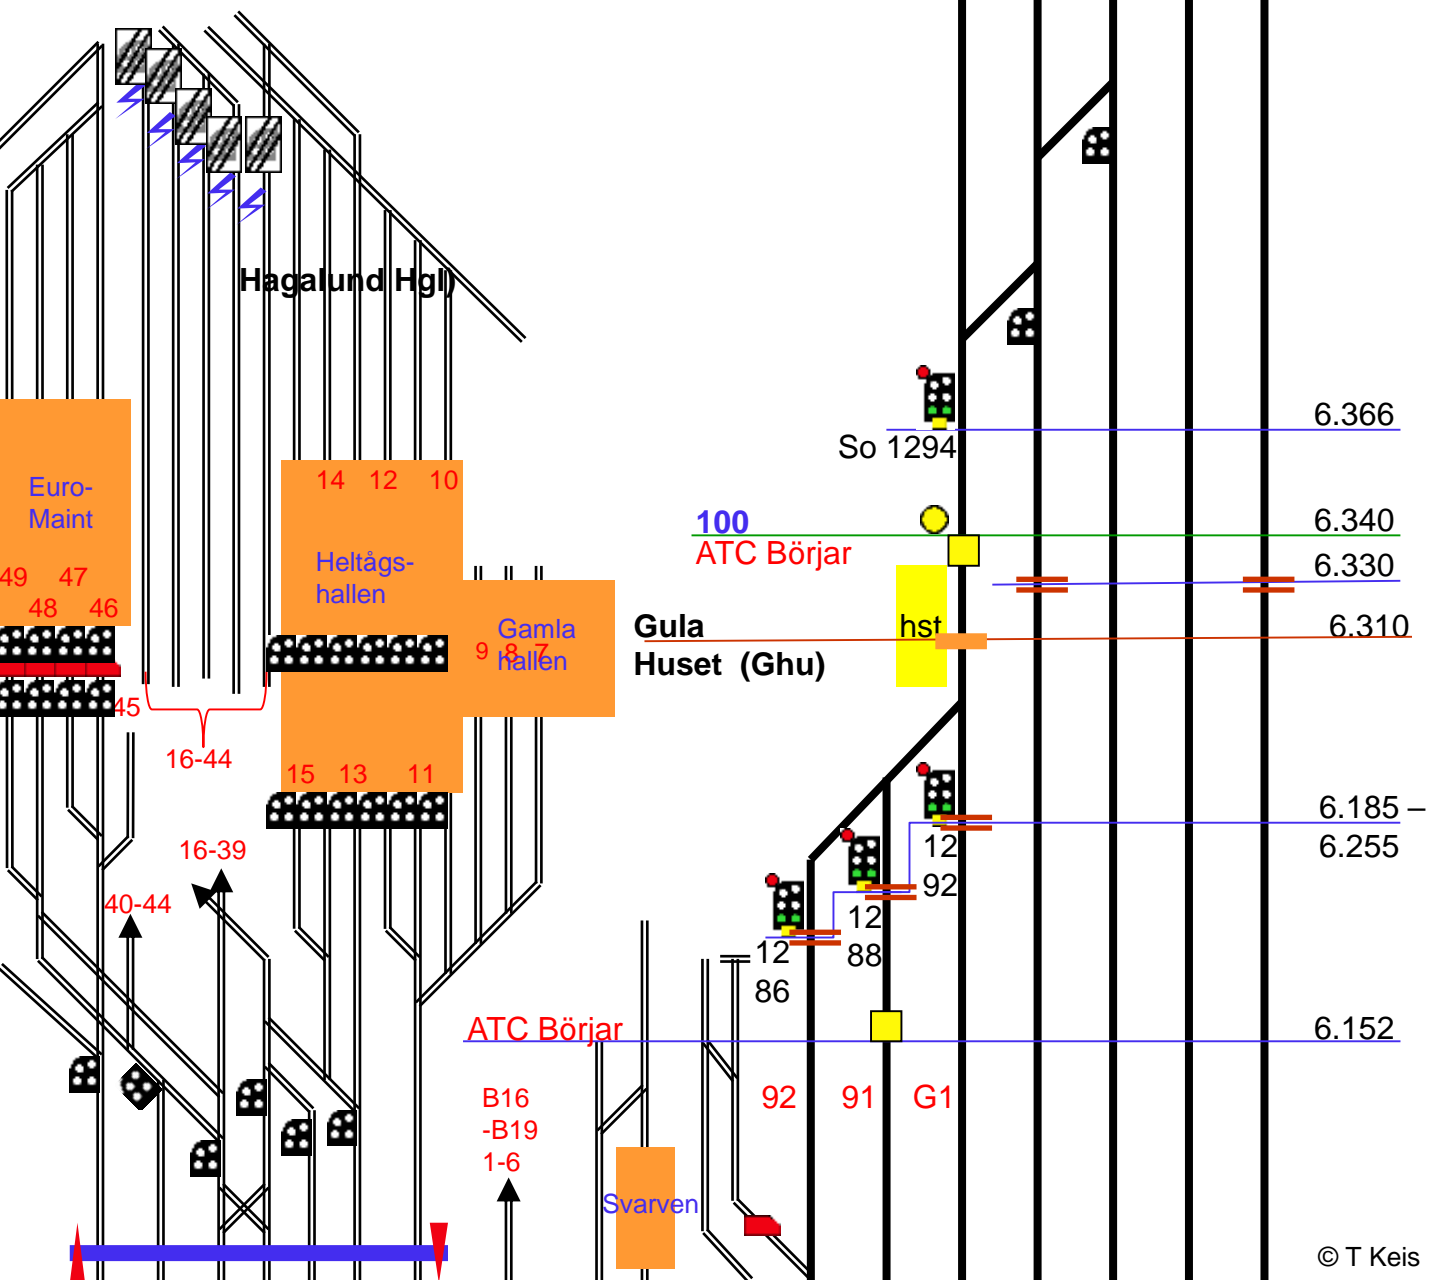 Hagalund Hgl)
6.366
So 1294
Euro-
Maint
14 12 10
100
6.340
ATC Börjar
Heltågs-
hallen
6.330
49 47
48 46
Gula
hst
6.310
Gamla
hallen
9 8 7
Huset (Ghu)
45
16-44
15 13 11
6.185 –
6.255
16-39
12
92
40-44
12
88
12
86
ATC Börjar
6.152
B16
-B19
1-6
92 91 G1
Svarven
© T Keis